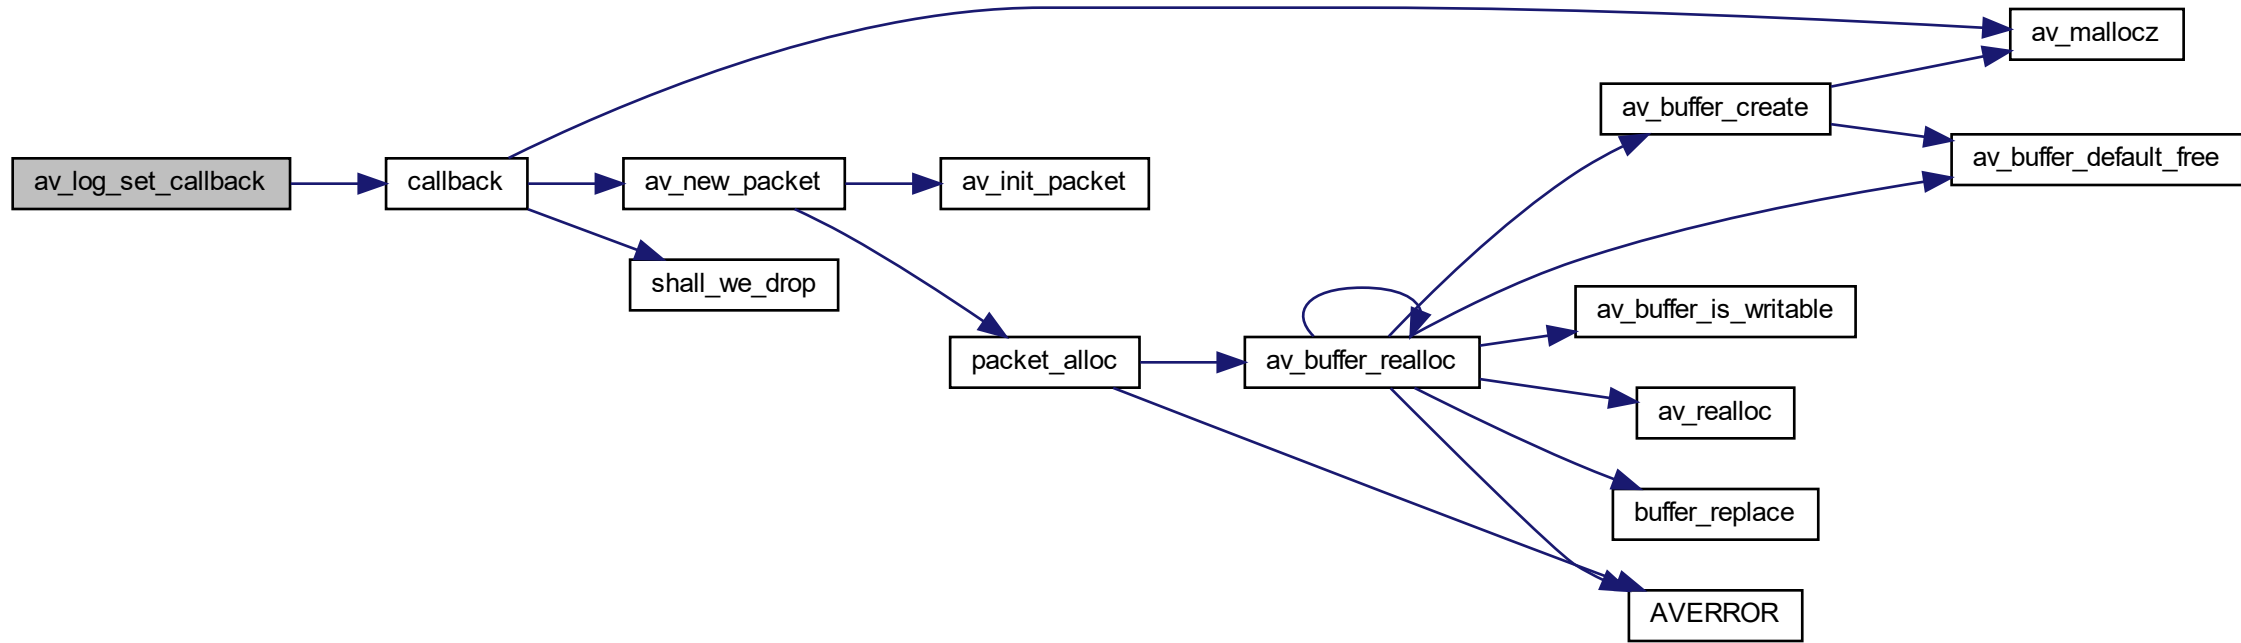 av_log_set_callback
callback
av_new_packet
shall_we_drop
av_init_packet
packet_alloc
av_buffer_realloc
av_mallocz
av_buffer_create
av_buffer_default_free
av_buffer_is_writable
av_realloc
buffer_replace
AVERROR